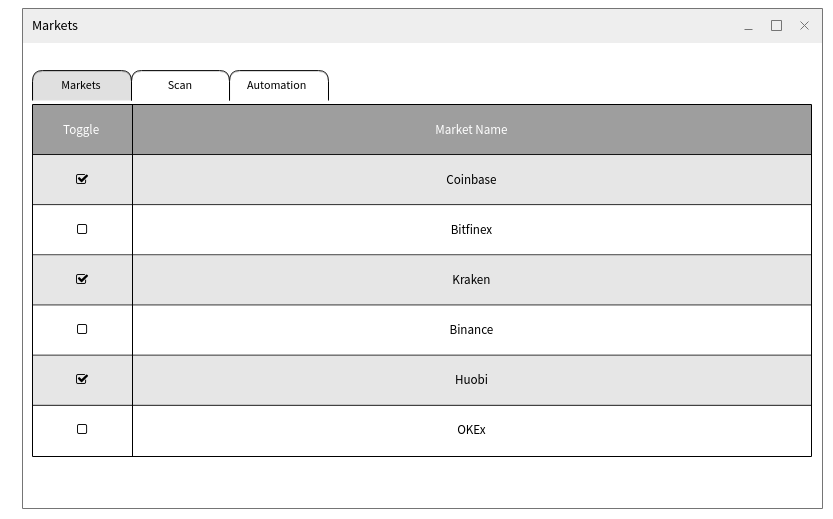 Markets
Markets Scan Automation
Toggle Market Name
Coinbase
Bitfinex
Kraken
Binance
Huobi
OKEx